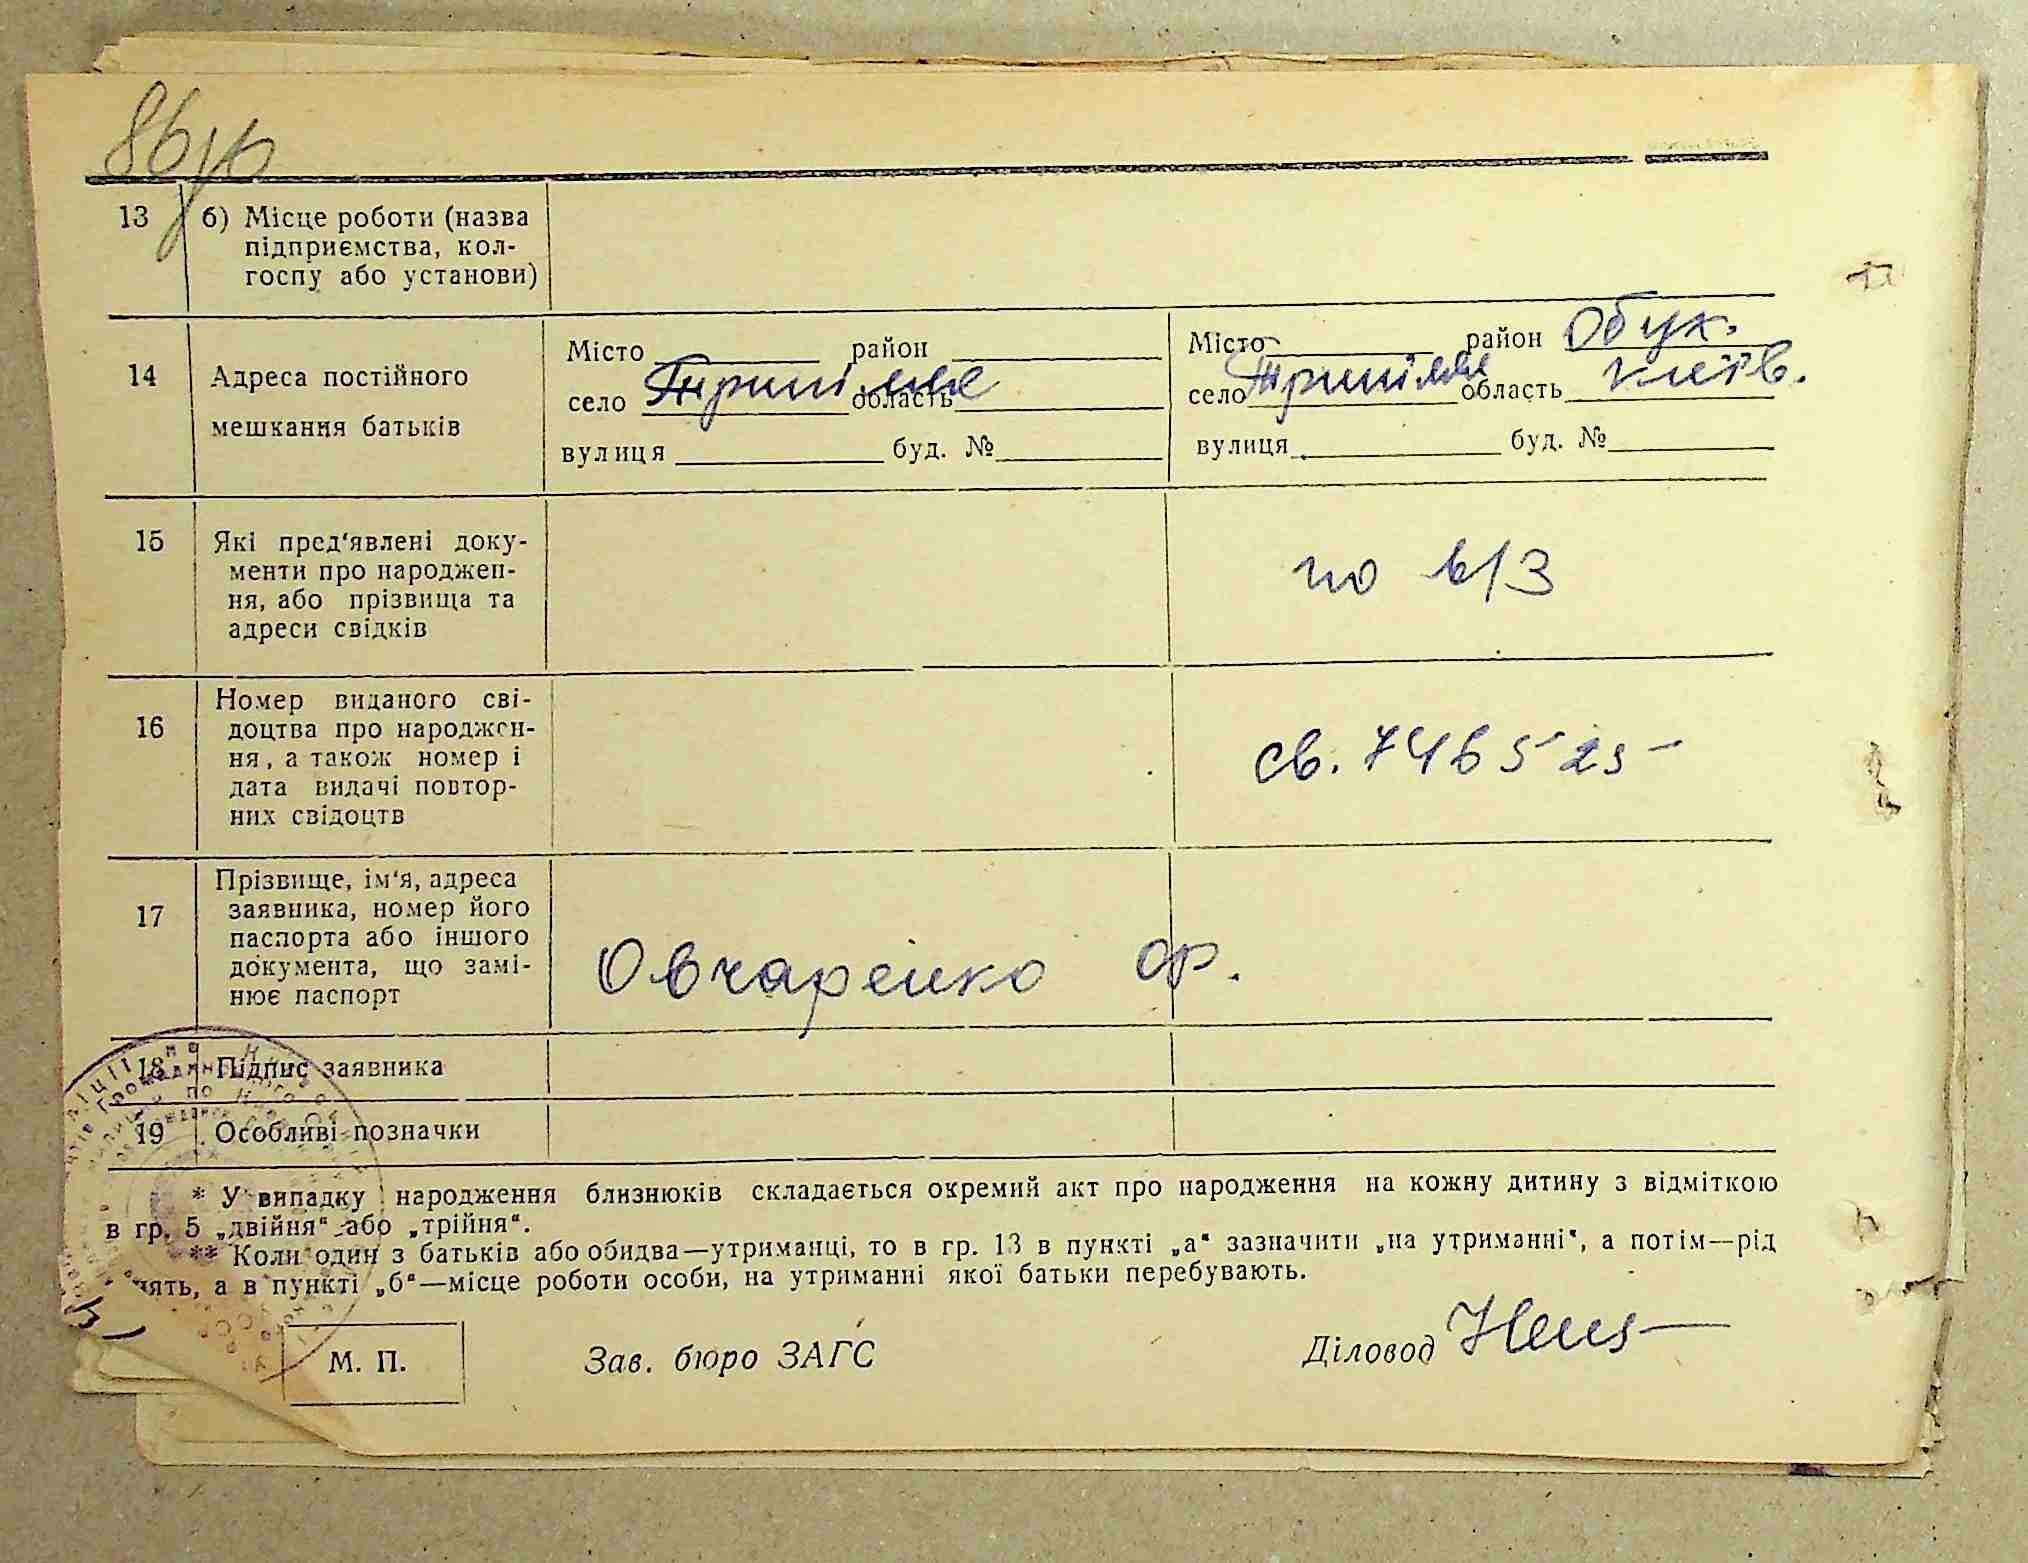 13
б) Місце роботи (назва
підприємства, кол-
госпу або установи)
14
Адреса постійного
мешкання батьків
Місто район
село Трипілля область
вулиця буд. №
Місто район Обух.
село Трипілля область Київ.
вулиця буд. №
15
Які пред'явлені доку-
менти про народжен-
ня, або прізвища та
адреси свідків
по в/з
16
Номер виданого сві-
доцтва про народжен-
ня, а також номер і
дата видачі повтор-
них свідоцтв
св. 746525
17
Прізвище, ім'я, адреса
заявника, номер його
паспорта або іншого
документа, що замі-
нює паспорт
Овчаренко Ор.
18
Підпис заявника
19
Особливі позначки
* У випадку народження близнюків складається окремий акт про народження на кожну дитину з відміткою
в гр. 5 „двійня" або „трійня".
** Коли один з батьків або обидва—утриманці, то в гр. 13 в пункті „а" зазначити „на утриманні", а потім—рід
нять, а в пункті „б"—місце роботи особи, на утриманні якої батьки перебувають.
М. П.
Зав. бюро ЗАГС
Діловод